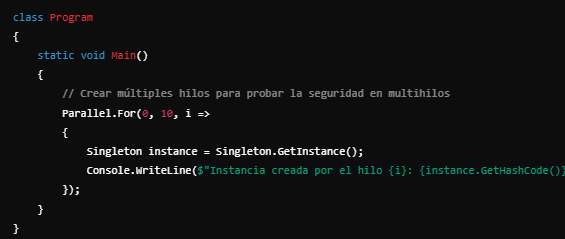 class Program
{
    static void Main()
    {
        // Crear múltiples hilos para probar la seguridad en multihilos
        Parallel.For(0, 10, i =>
        {
            Singleton instance = Singleton.GetInstance();
            Console.WriteLine($"Instancia creada por el hilo {i}: {instance.GetHashCode()}
        });
    }
}